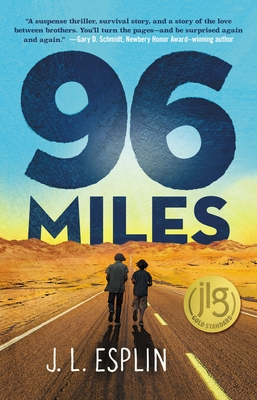 "A suspense thriller, survival story, and a story of the love
between brothers. You'll turn the pages—and be surprised again
and again." —Gary D. Schmidt, Newbery Honor Award–winning author
96
MILES
jlg
GOLD STANDARD
J. L. ESPLIN